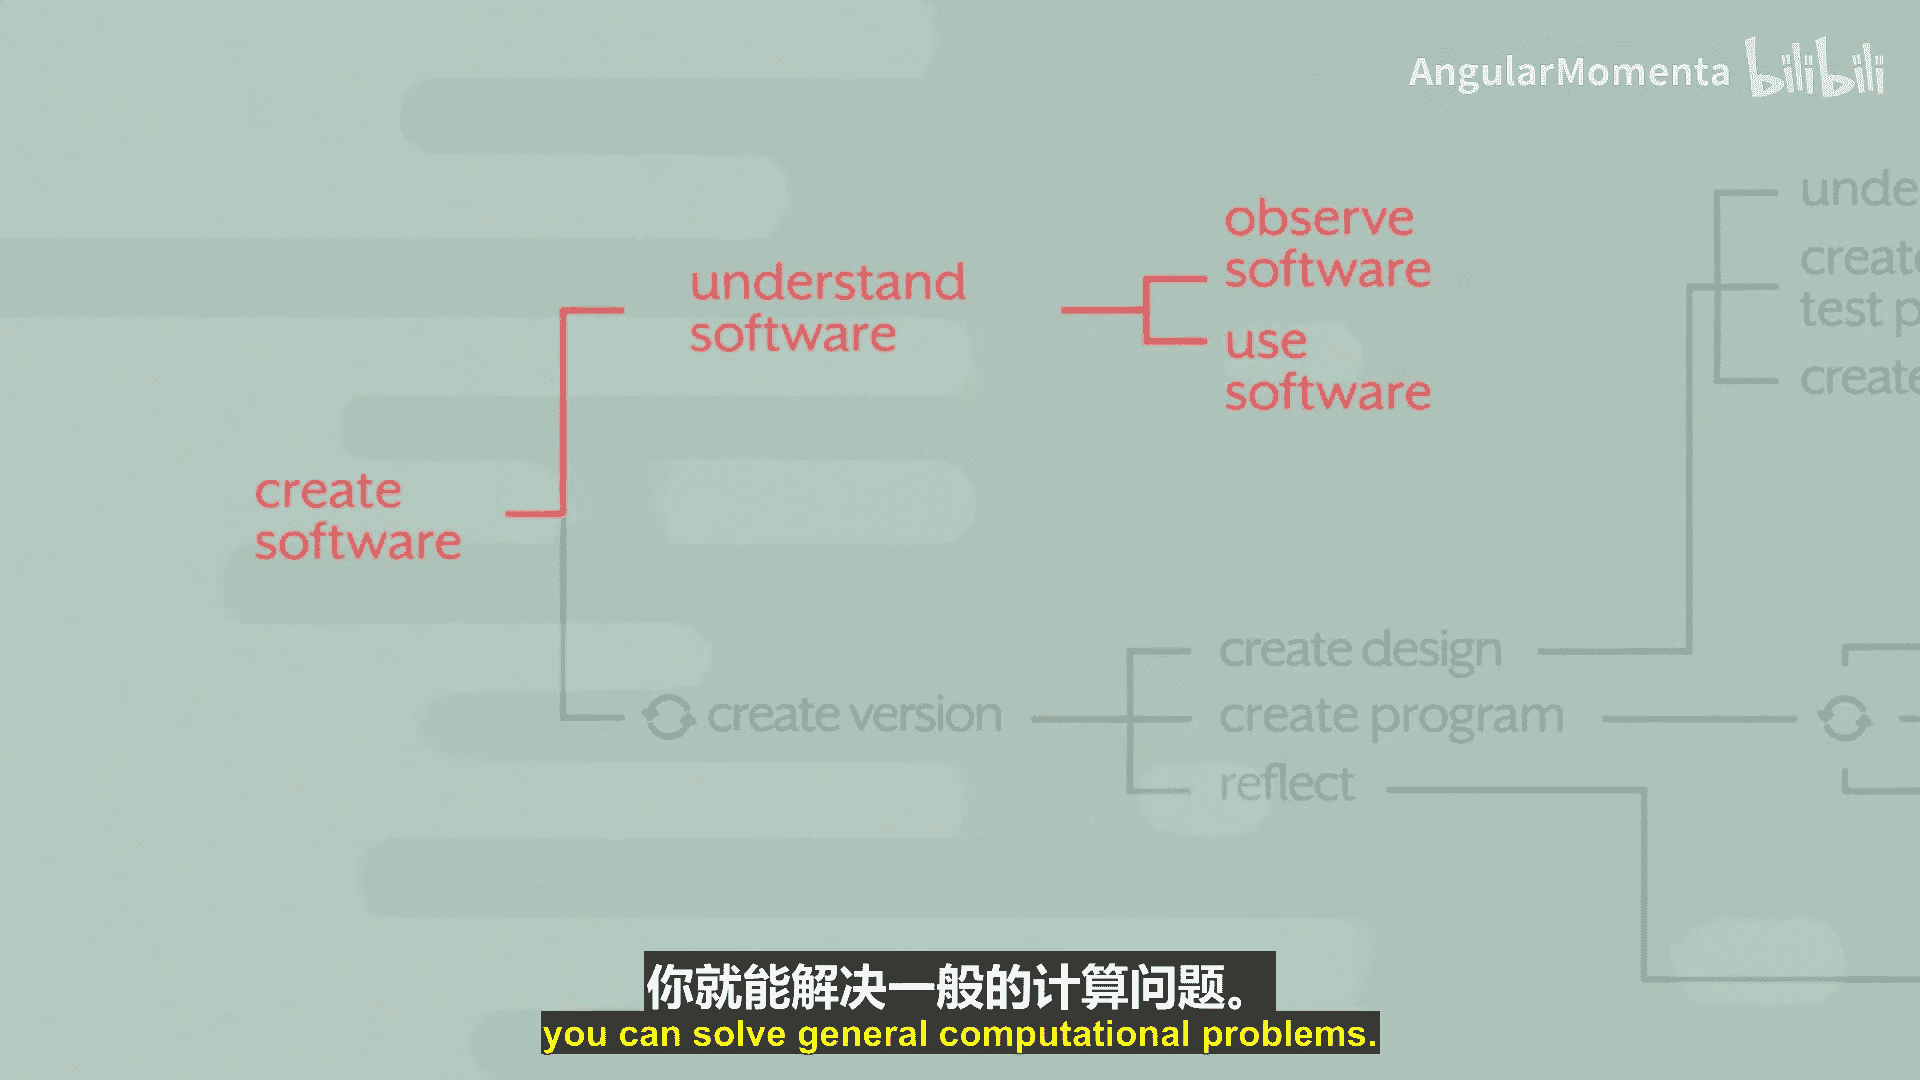 AngularMomenta bilibili
observe
software
understand
software
use
software
create
software
create version
create design
create program
reflect
test
你就能解决一般的计算问题。
you can solve general computational problems.